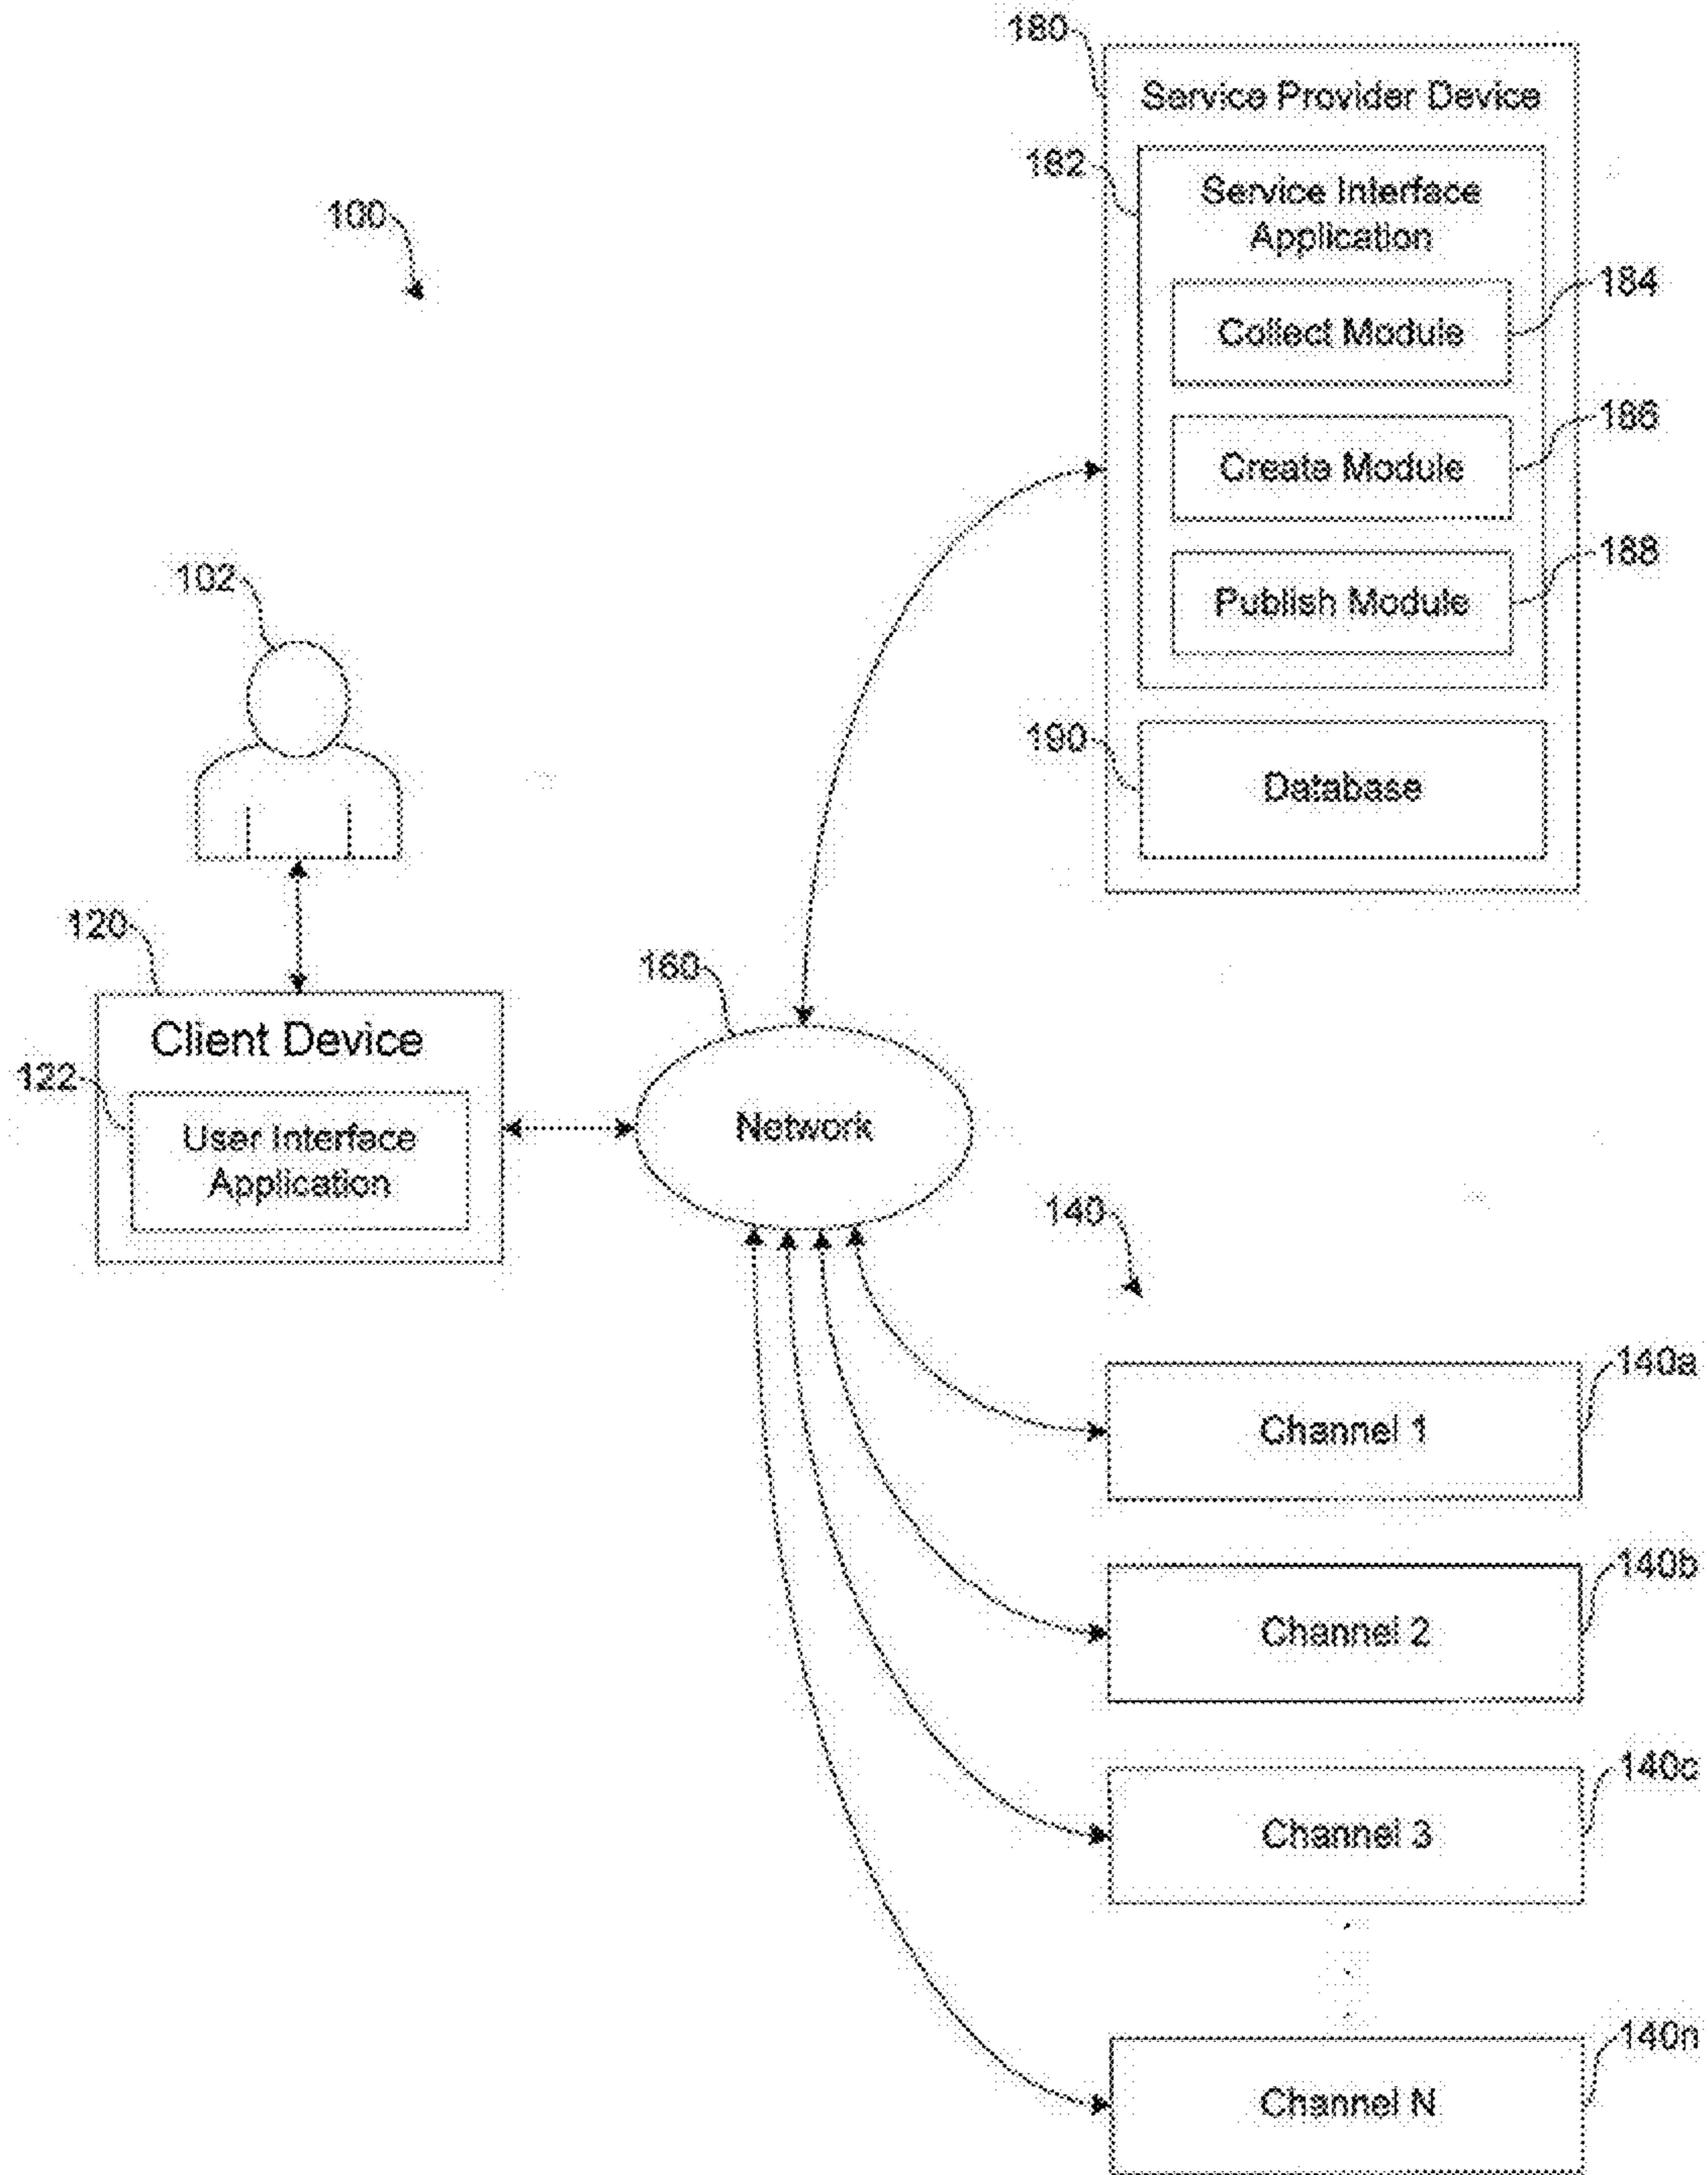 180
Service Provider Device
182
Service Interface
Application
184
Collect Module
186
Create Module
188
Publish Module
190
Database
100
102
120
Client Device
122
User Interface
Application
160
Network
140
140a
Channel 1
140b
Channel 2
140c
Channel 3
140n
Channel N